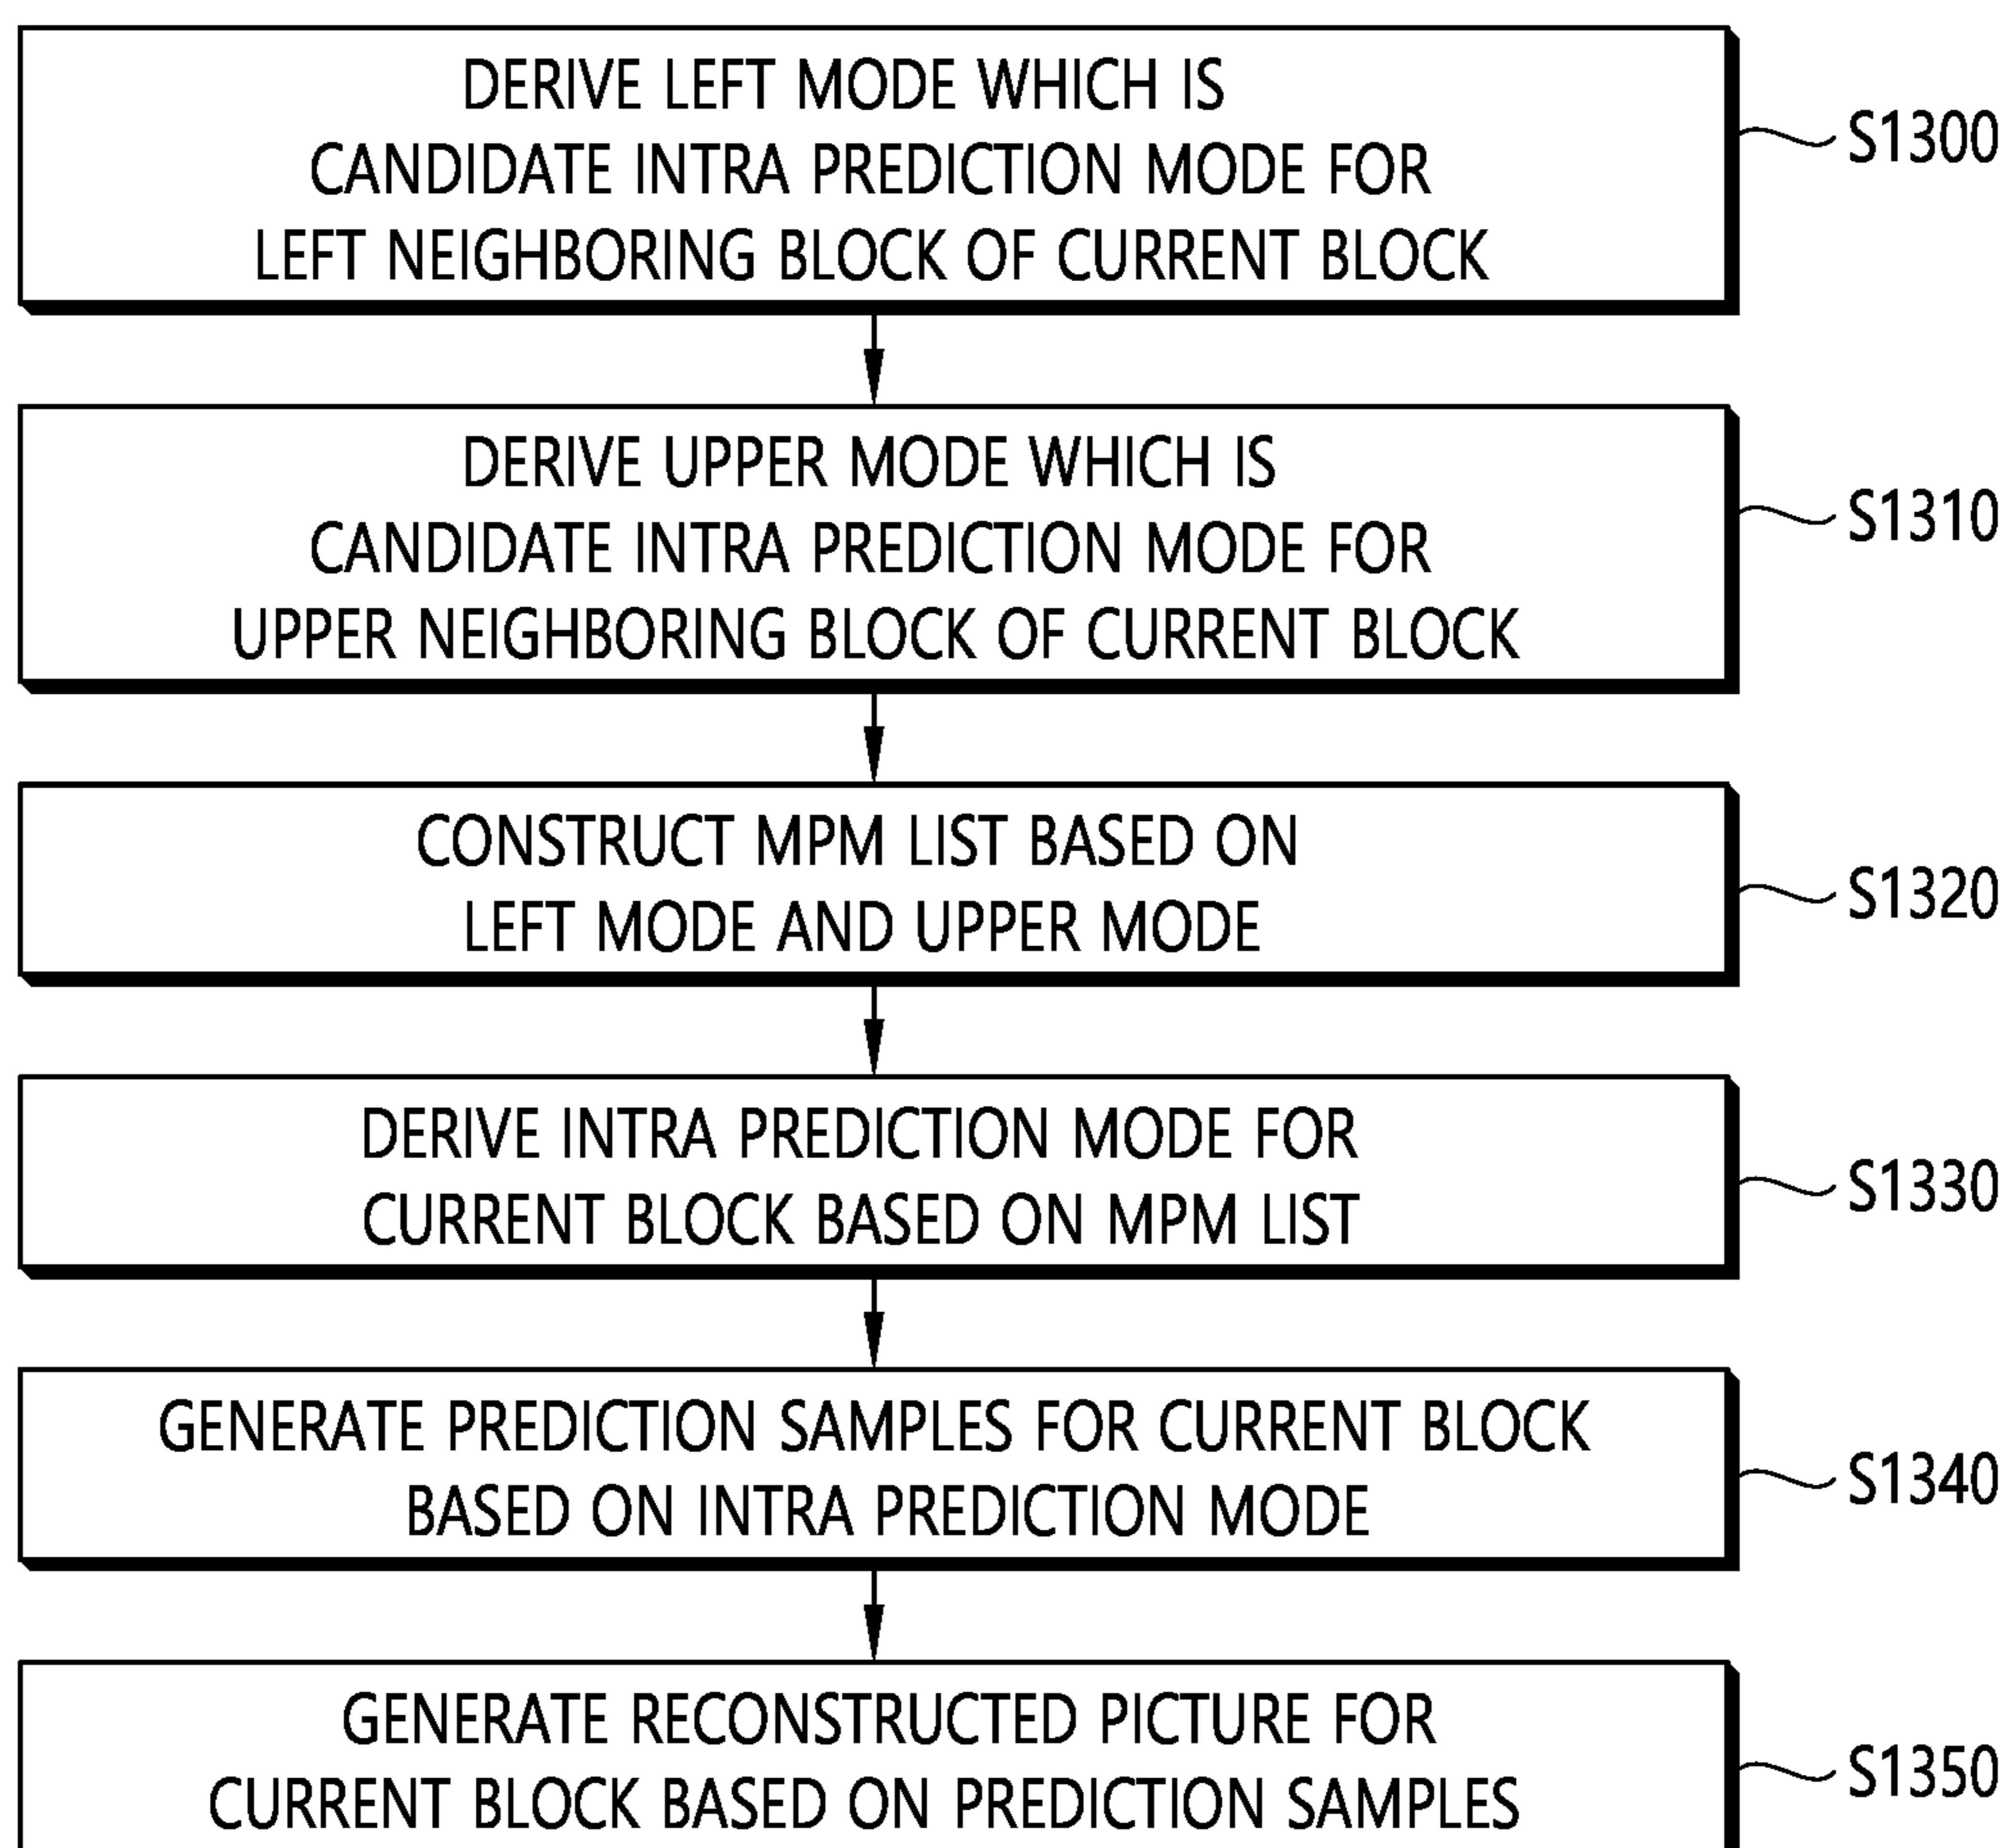 DERIVE LEFT MODE WHICH IS
CANDIDATE INTRA PREDICTION MODE FOR
LEFT NEIGHBORING BLOCK OF CURRENT BLOCK
S1300
DERIVE UPPER MODE WHICH IS
CANDIDATE INTRA PREDICTION MODE FOR
UPPER NEIGHBORING BLOCK OF CURRENT BLOCK
S1310
CONSTRUCT MPM LIST BASED ON
LEFT MODE AND UPPER MODE
S1320
DERIVE INTRA PREDICTION MODE FOR
CURRENT BLOCK BASED ON MPM LIST
S1330
GENERATE PREDICTION SAMPLES FOR CURRENT BLOCK
BASED ON INTRA PREDICTION MODE
S1340
GENERATE RECONSTRUCTED PICTURE FOR
CURRENT BLOCK BASED ON PREDICTION SAMPLES
S1350